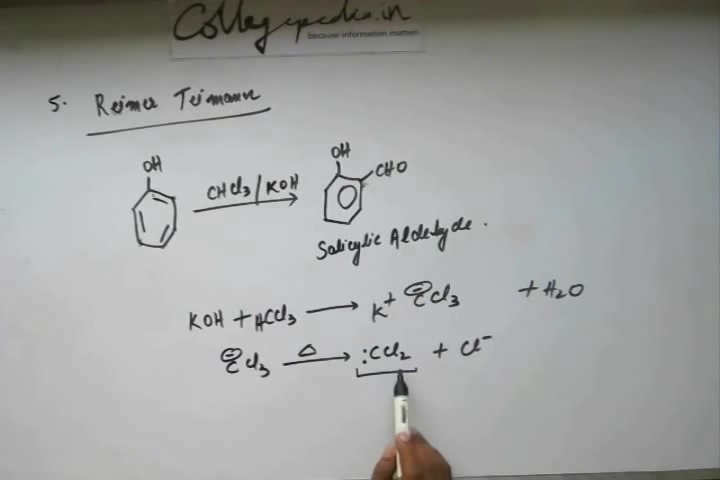 Collegepedia.in
because information matters
5. Reimer Teimann
OH
CHCl₃/KOH
OH
CHO
Salicylic Aldehyde.
KOH + HCCl₃ → K⁺ ⊖CCl₃ + H₂O
⊖CCl₃ △→ :CCl₂ + Cl⁻